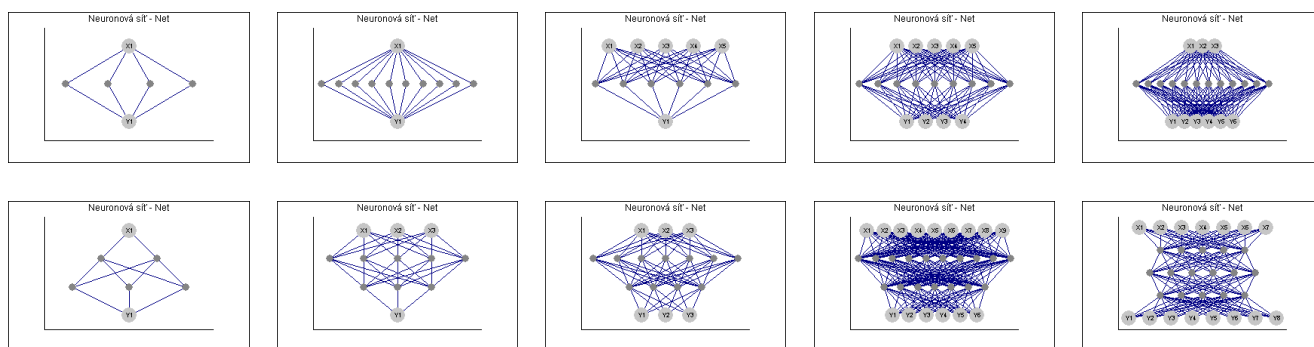 Neuronová síť - Net
X1
Y1
Neuronová síť - Net
X1
Y1
Neuronová síť - Net
X1 X2 X3 X4 X5
Y1
Neuronová síť - Net
X1 X2 X3 X4 X5
Y1 Y2 Y3 Y4
Neuronová síť - Net
X1 X2 X3
Y1 Y2 Y3 Y4 Y5 Y6
Neuronová síť - Net
X1
Y1
Neuronová síť - Net
X1 X2 X3
Y1
Neuronová síť - Net
X1 X2 X3
Y1 Y2 Y3
Neuronová síť - Net
X1 X2 X3 X4 X5 X6 X7 X8 X9
Y1 Y2 Y3 Y4 Y5 Y6
Neuronová síť - Net
X1 X2 X3 X4 X5 X6 X7
Y1 Y2 Y3 Y4 Y5 Y6 Y7 Y8